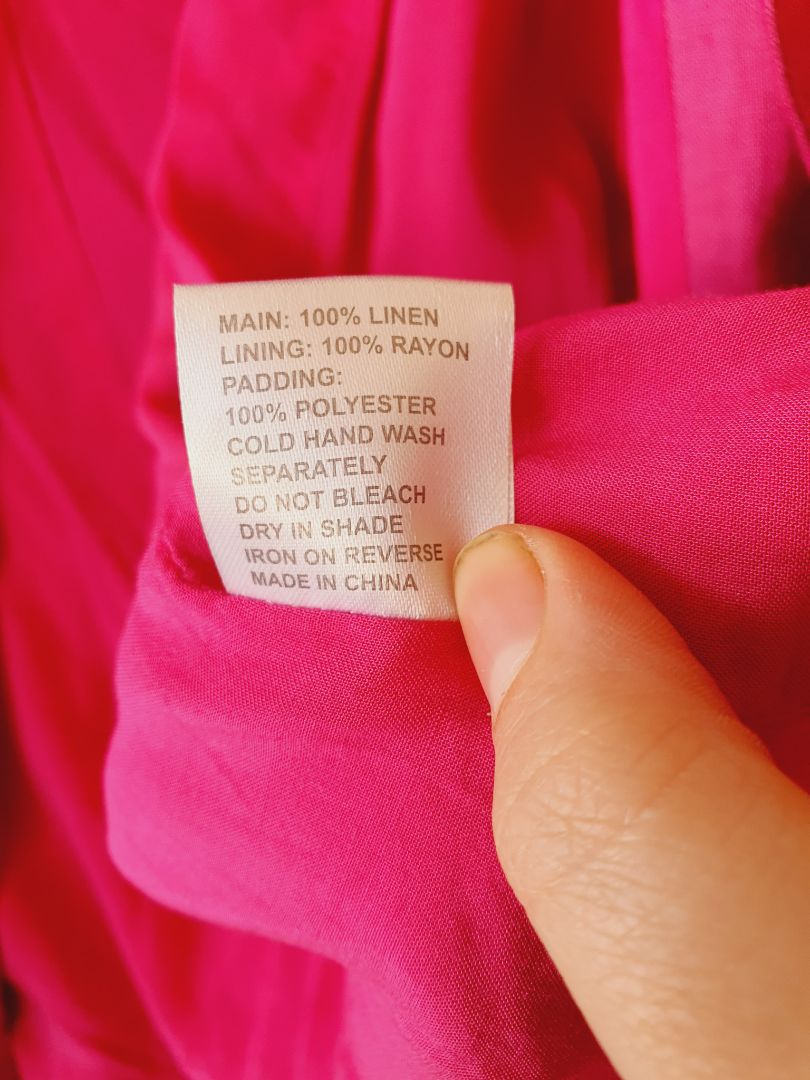 MAIN: 100% LINEN
LINING: 100% RAYON
PADDING:
100% POLYESTER
COLD HAND WASH
SEPARATELY
DO NOT BLEACH
DRY IN SHADE
IRON ON REVERSE
MADE IN CHINA